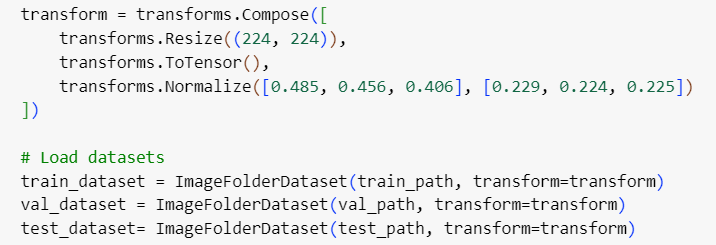 transform = transforms.Compose([
    transforms.Resize((224, 224)),
    transforms.ToTensor(),
    transforms.Normalize([0.485, 0.456, 0.406], [0.229, 0.224, 0.225])
])

# Load datasets
train_dataset = ImageFolderDataset(train_path, transform=transform)
val_dataset = ImageFolderDataset(val_path, transform=transform)
test_dataset= ImageFolderDataset(test_path, transform=transform)